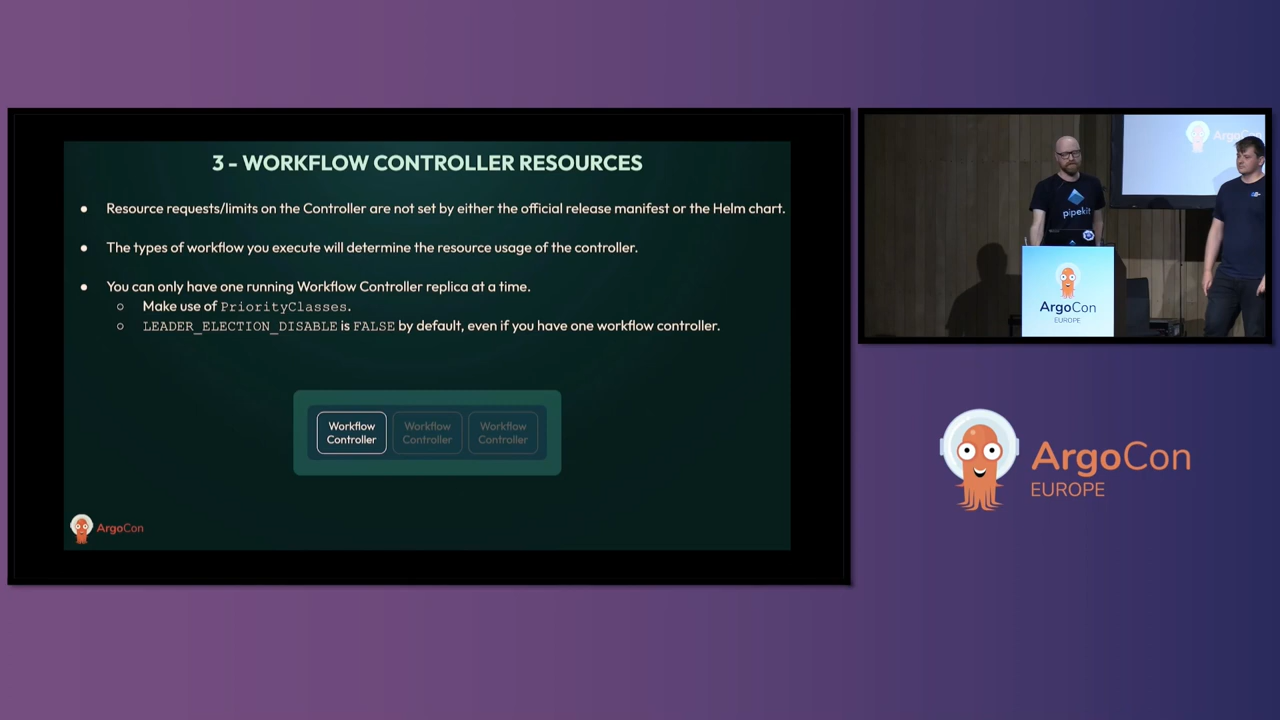 3 - WORKFLOW CONTROLLER RESOURCES
● Resource requests/limits on the Controller are not set by either the official release manifest or the Helm chart.
● The types of workflow you execute will determine the resource usage of the controller.
● You can only have one running Workflow Controller replica at a time.
○ Make use of PriorityClasses.
○ LEADER_ELECTION_DISABLE is FALSE by default, even if you have one workflow controller.
Workflow
Controller
Workflow
Controller
Workflow
Controller
ArgoCon
ArgoCon
pipekit
ArgoCon
EUROPE
ArgoCon
EUROPE